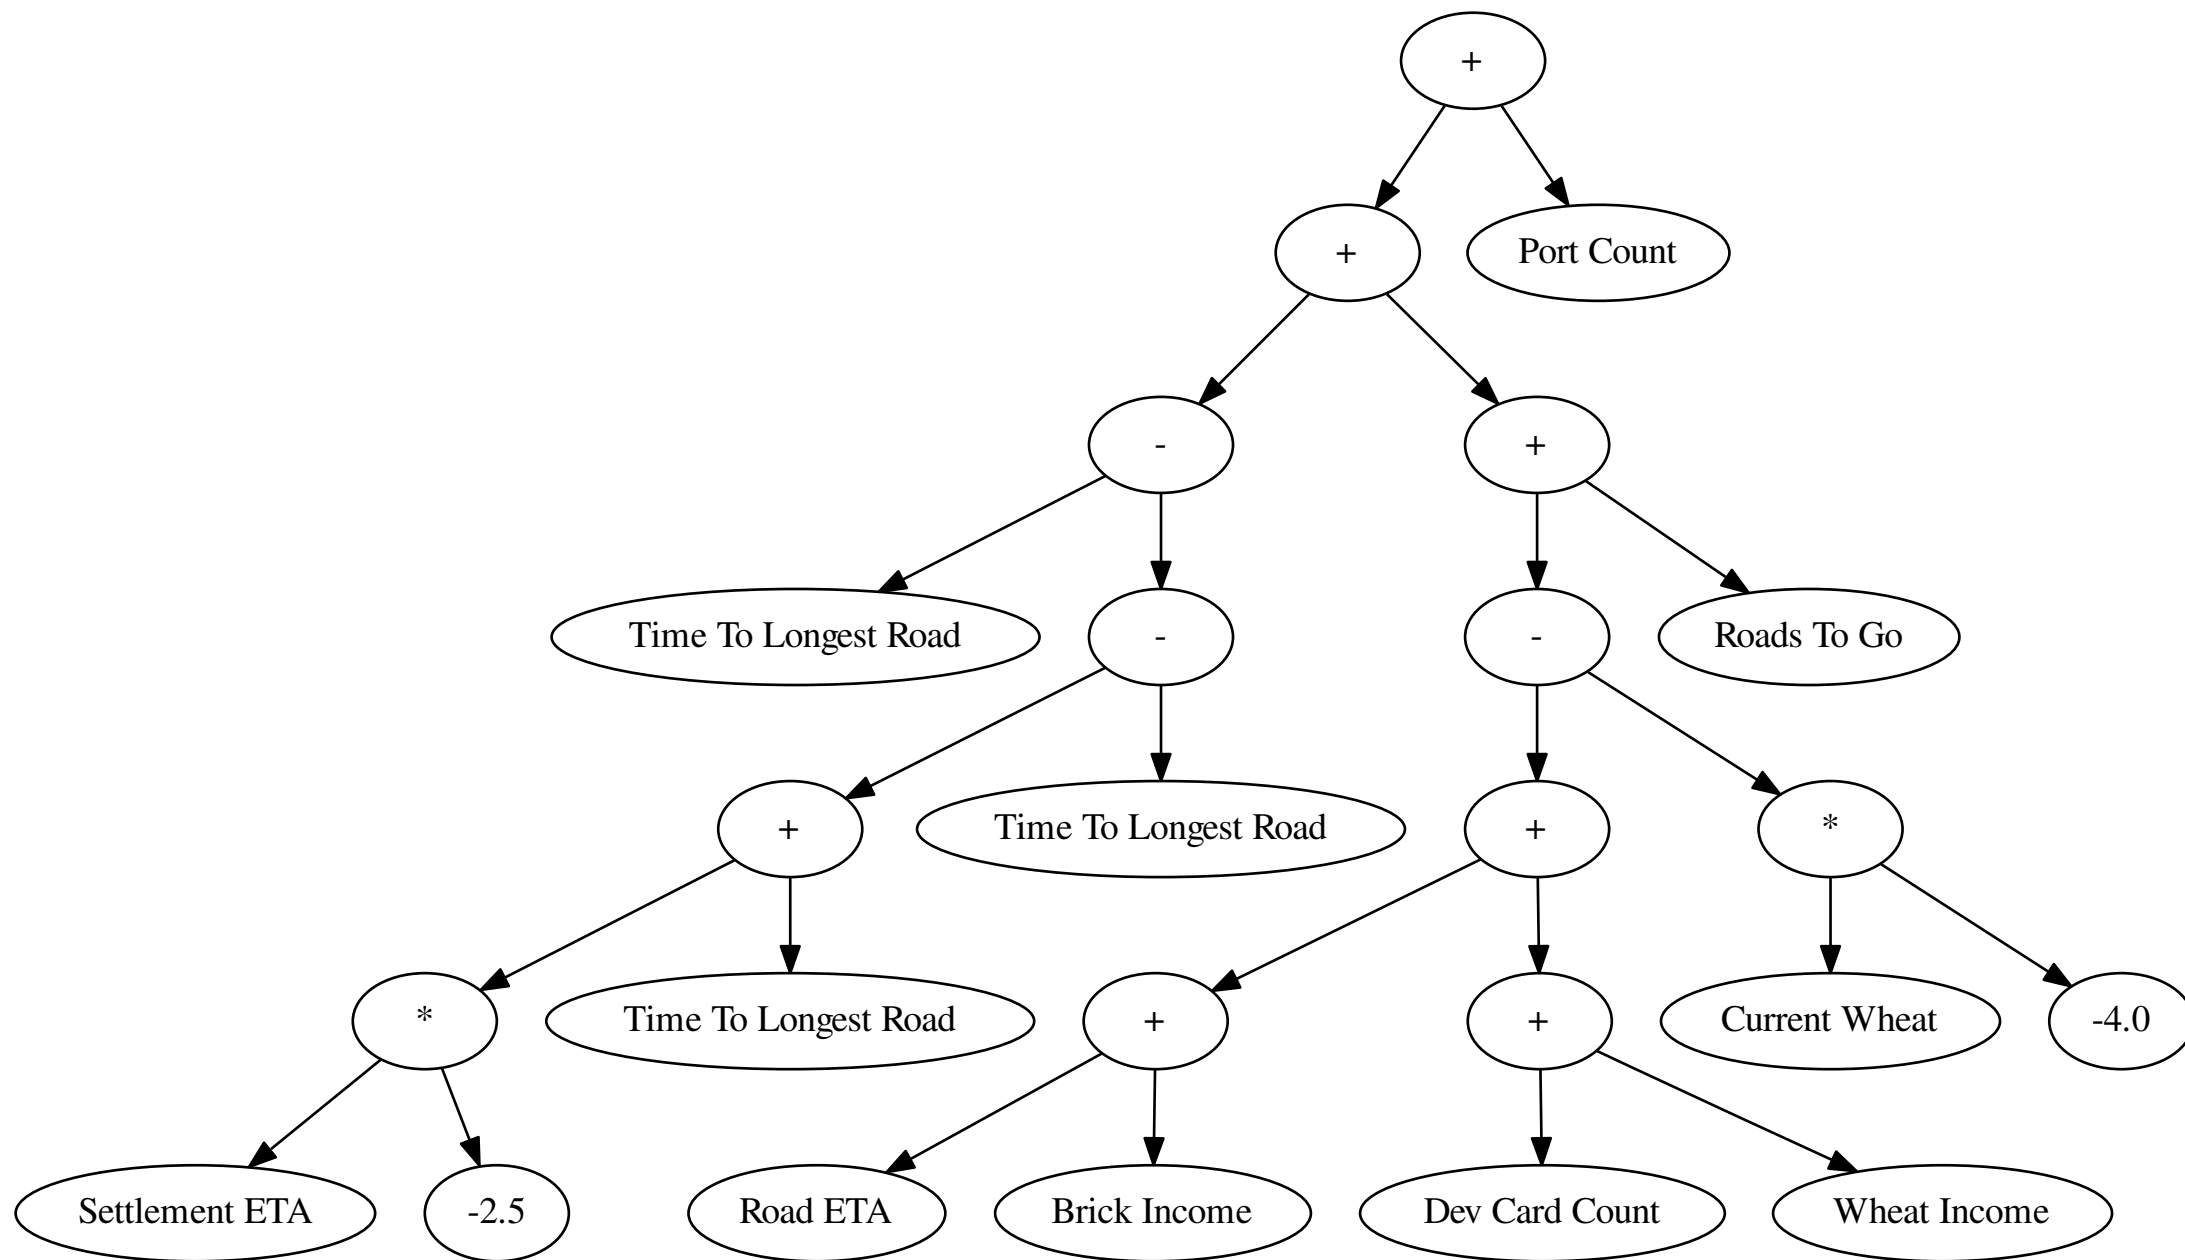 +
+
Port Count
-
+
Time To Longest Road
-
-
Roads To Go
+
Time To Longest Road
+
*
*
Time To Longest Road
+
+
Current Wheat
-4.0
Settlement ETA
-2.5
Road ETA
Brick Income
Dev Card Count
Wheat Income